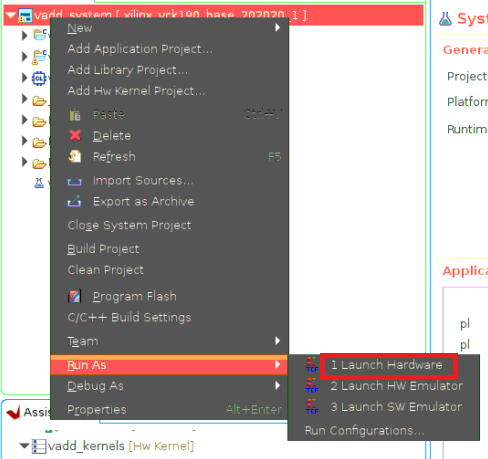 vadd_system [ xilinx_vck190_base_202020_1 ]
New
Add Application Project...
Add Library Project...
Add Hw Kernel Project...
Paste Ctrl+V
Delete
Refresh F5
Import Sources...
Export as Archive
Close System Project
Build Project
Clean Project
Program Flash
C/C++ Build Settings
Team
Run As
Debug As
Properties Alt+Enter
1 Launch Hardware
2 Launch HW Emulator
3 Launch SW Emulator
Run Configurations...
Assis
vadd_kernels [Hw Kernel]
Syst
Genera
Project
Platforr
Runtim
Applica
pl
pl